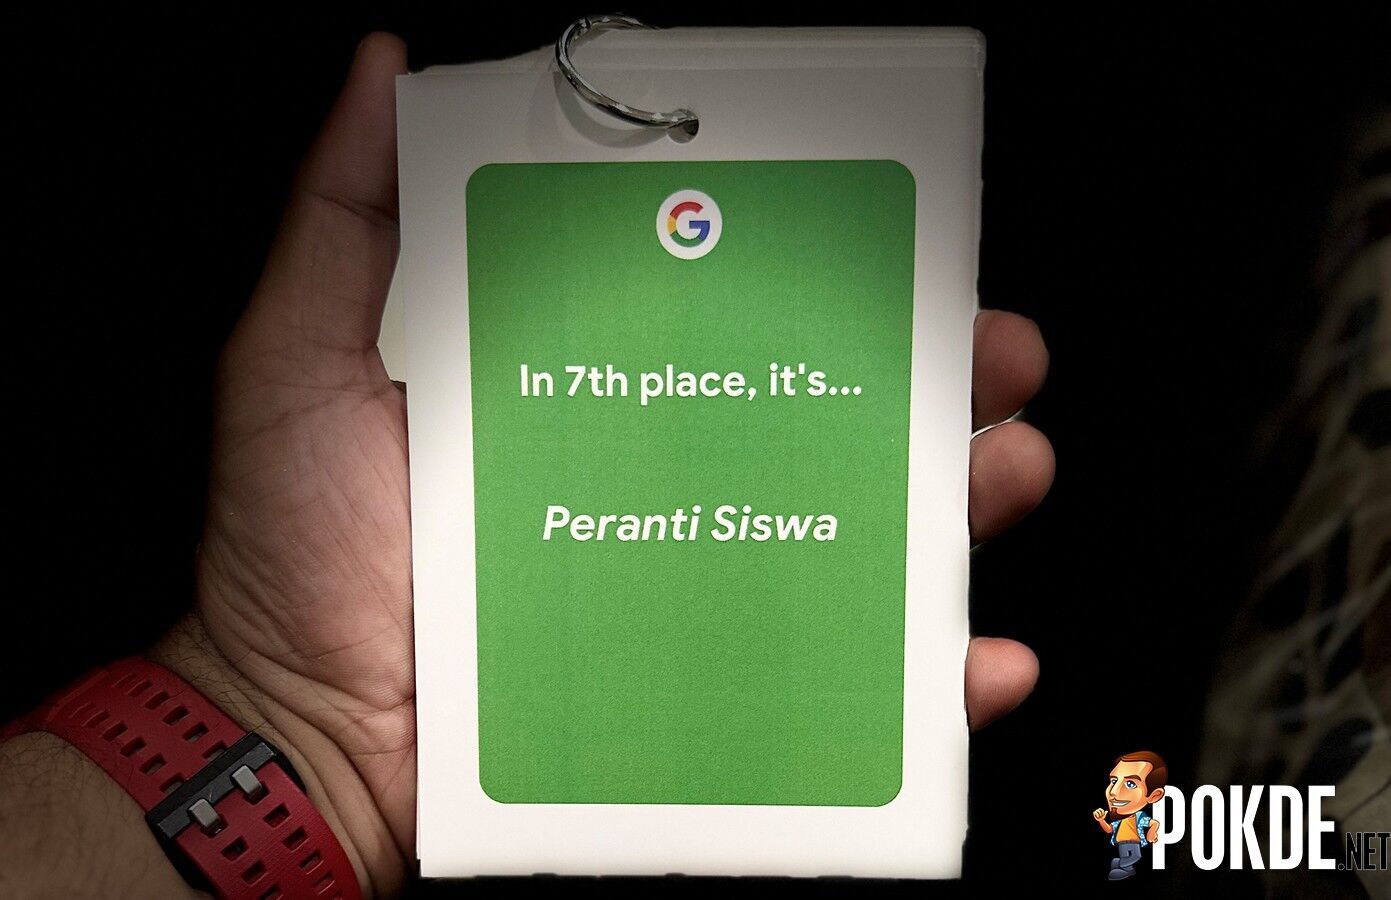 In 7th place, it's...
Peranti Siswa
POKDE.NET